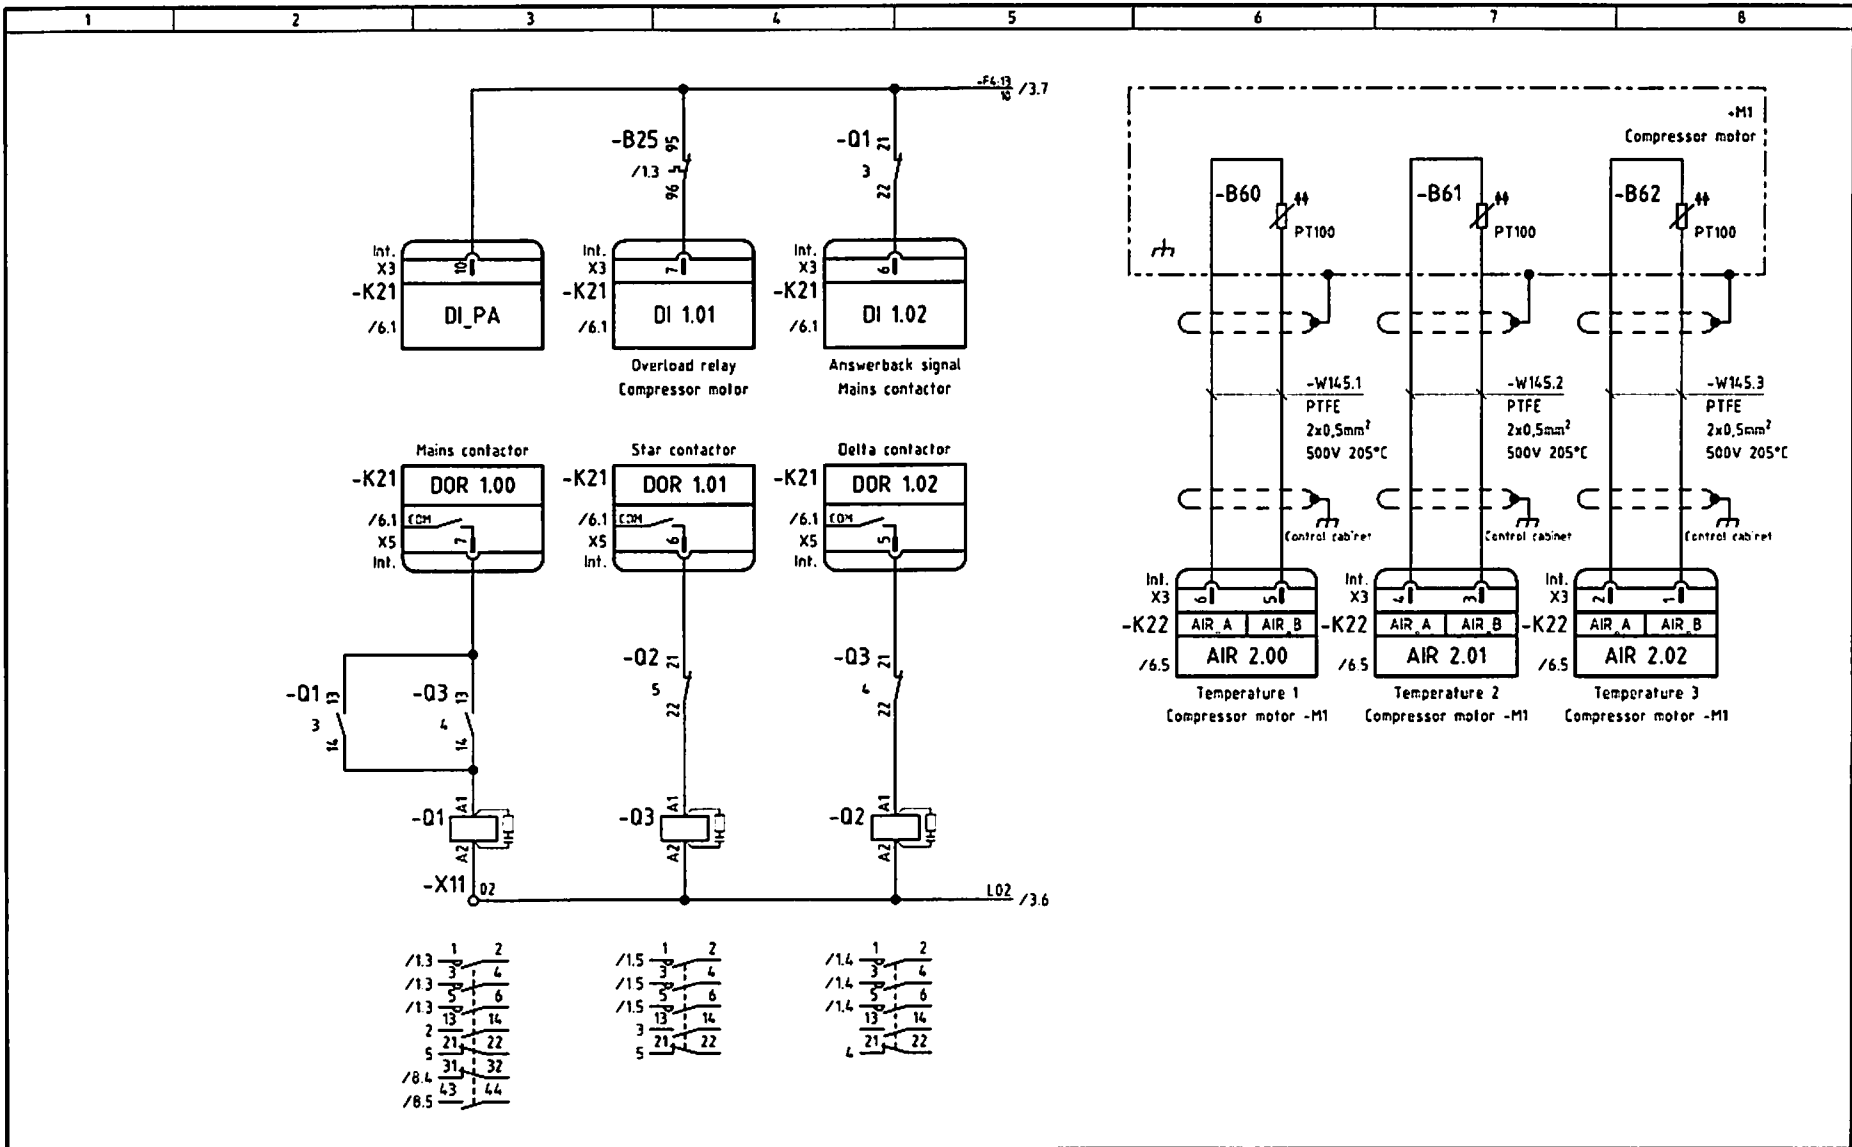 1 2 3 4 5 6 7 8
-F4:13
10 /3.7
-B25 95
/1.3
96
-Q1 21
3
22
+M1
Compressor motor
-B60
PT100
-B61
PT100
-B62
PT100
Int.
X3 10
-K21
/6.1
DI_PA
Int.
X3 7
-K21
/6.1
DI 1.01
Overload relay
Compressor motor
Int.
X3 6
-K21
/6.1
DI 1.02
Answerback signal
Mains contactor
-W145.1
PTFE
2x0,5mm²
500V 205°C
Control cabinet
-W145.2
PTFE
2x0,5mm²
500V 205°C
Control cabinet
-W145.3
PTFE
2x0,5mm²
500V 205°C
Control cabinet
Mains contactor
-K21 DOR 1.00
/6.1 COM
X5 7
Int.
Star contactor
-K21 DOR 1.01
/6.1 COM
X5 6
Int.
Delta contactor
-K21 DOR 1.02
/6.1 COM
X5 5
Int.
Int.
X3 6 5
-K22 AIR_A AIR_B
/6.5 AIR 2.00
Temperature 1
Compressor motor -M1
Int.
X3 4 3
-K22 AIR_A AIR_B
/6.5 AIR 2.01
Temperature 2
Compressor motor -M1
Int.
X3 2 1
-K22 AIR_A AIR_B
/6.5 AIR 2.02
Temperature 3
Compressor motor -M1
-Q1 13
3
14
-Q3 13
4
14
-Q2 21
5
22
-Q3 21
4
22
-Q1 A1
A2
-Q3 A1
A2
-Q2 A1
A2
-X11 02
L02 /3.6
/1.3 1 2
/1.3 3 4
/1.3 5 6
2 13 14
5 21 22
/8.4 31 32
/8.5 43 44
/1.5 1 2
/1.5 3 4
/1.5 5 6
3 13 14
5 21 22
/1.4 1 2
/1.4 3 4
/1.4 5 6
13 14
4 21 22